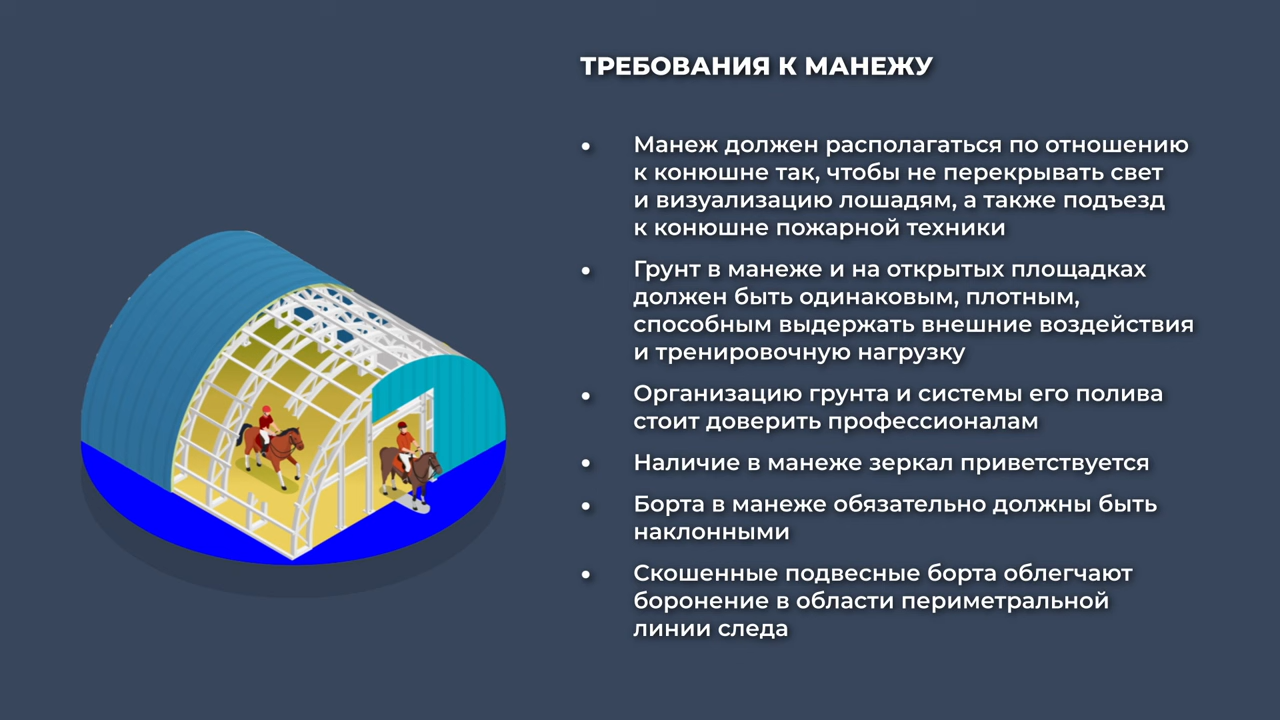 ТРЕБОВАНИЯ К МАНЕЖУ
• Манеж должен располагаться по отношению
к конюшне так, чтобы не перекрывать свет
и визуализацию лошадям, а также подъезд
к конюшне пожарной техники
• Грунт в манеже и на открытых площадках
должен быть одинаковым, плотным,
способным выдержать внешние воздействия
и тренировочную нагрузку
• Организацию грунта и системы его полива
стоит доверить профессионалам
• Наличие в манеже зеркал приветствуется
• Борта в манеже обязательно должны быть
наклонными
• Скошенные подвесные борта облегчают
боронение в области периметральной
линии следа